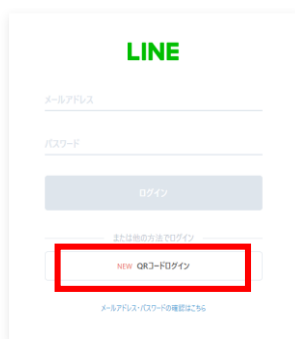 LINE
メールアドレス
パスワード
ログイン
または他の方法でログイン
NEW QRコードログイン
メールアドレス・パスワードの確認はこちら